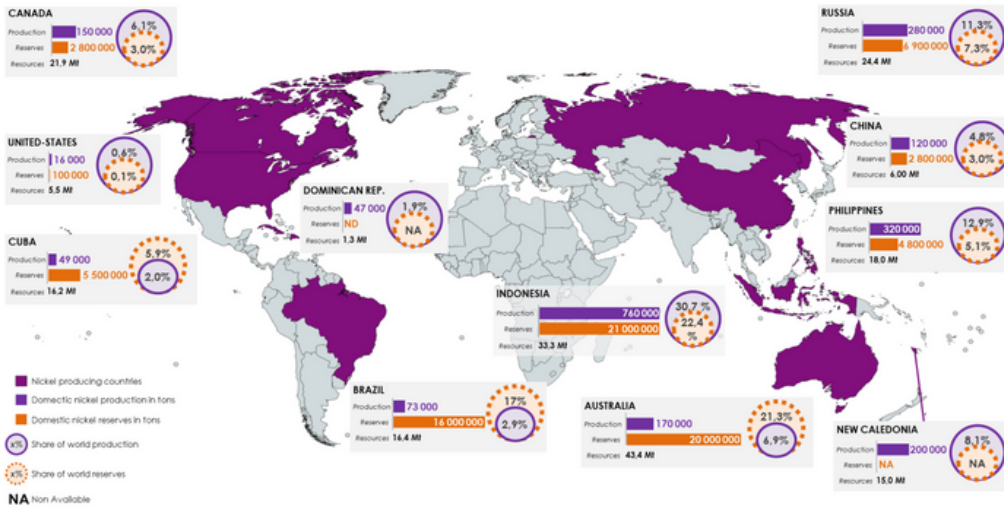 CANADA
Production 150 000
Reserves 2 800 000
Resources 21,9 Mt
6,1%
3,0%
RUSSIA
Production 280 000
Reserves 6 900 000
Resources 24,4 Mt
11,3%
7,3%
UNITED-STATES
Production 16 000
Reserves 100 000
Resources 5,5 Mt
0,6%
0,1%
CHINA
Production 120 000
Reserves 2 800 000
Resources 6,00 Mt
4,8%
3,0%
DOMINICAN REP.
Production 47 000
Reserves ND
Resources 1,3 Mt
1,9%
NA
PHILIPPINES
Production 320 000
Reserves 4 800 000
Resources 18,0 Mt
12,9%
5,1%
CUBA
Production 49 000
Reserves 5 500 000
Resources 16,2 Mt
5,9%
2,0%
INDONESIA
Production 760 000
Reserves 21 000 000
Resources 33,3 Mt
30,7 %
22,4
%
BRAZIL
Production 73 000
Reserves 16 000 000
Resources 16,4 Mt
17%
2,9%
AUSTRALIA
Production 170 000
Reserves 20 000 000
Resources 43,4 Mt
21,3%
6,9%
NEW CALEDONIA
Production 200 000
Reserves NA
Resources 15,0 Mt
8,1%
NA
Nickel producing countries
Domectic nickel production in tons
Domestic nickel reserves in tons
x% Share of world production
x% Share of world reserves
NA Non Available